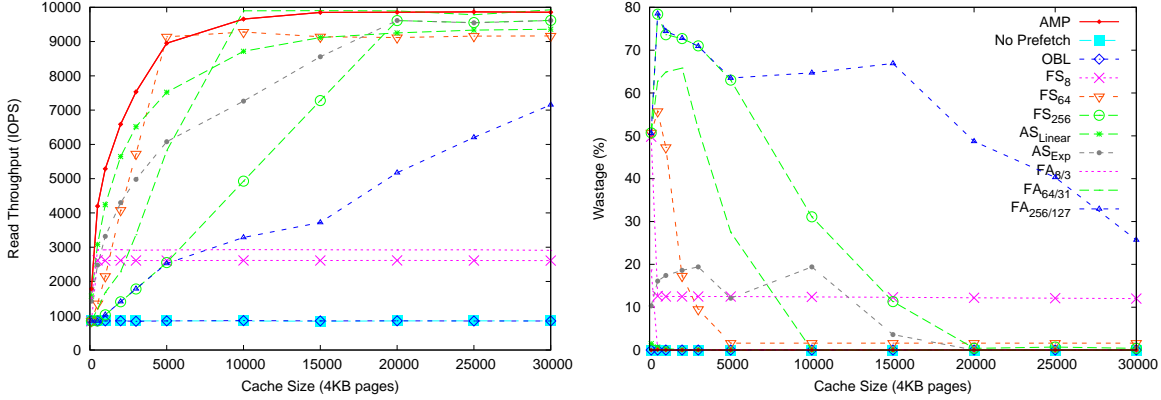 10000
9000
8000
7000
6000
5000
4000
3000
2000
1000
0
Read Throughput (IOPS)
0 5000 10000 15000 20000 25000 30000
Cache Size (4KB pages)
80
70
60
50
40
30
20
10
0
Wastage (%)
0 5000 10000 15000 20000 25000 30000
Cache Size (4KB pages)
AMP
No Prefetch
OBL
FS8
FS64
FS256
ASLinear
ASExp
FA8/3
FA64/31
FA256/127